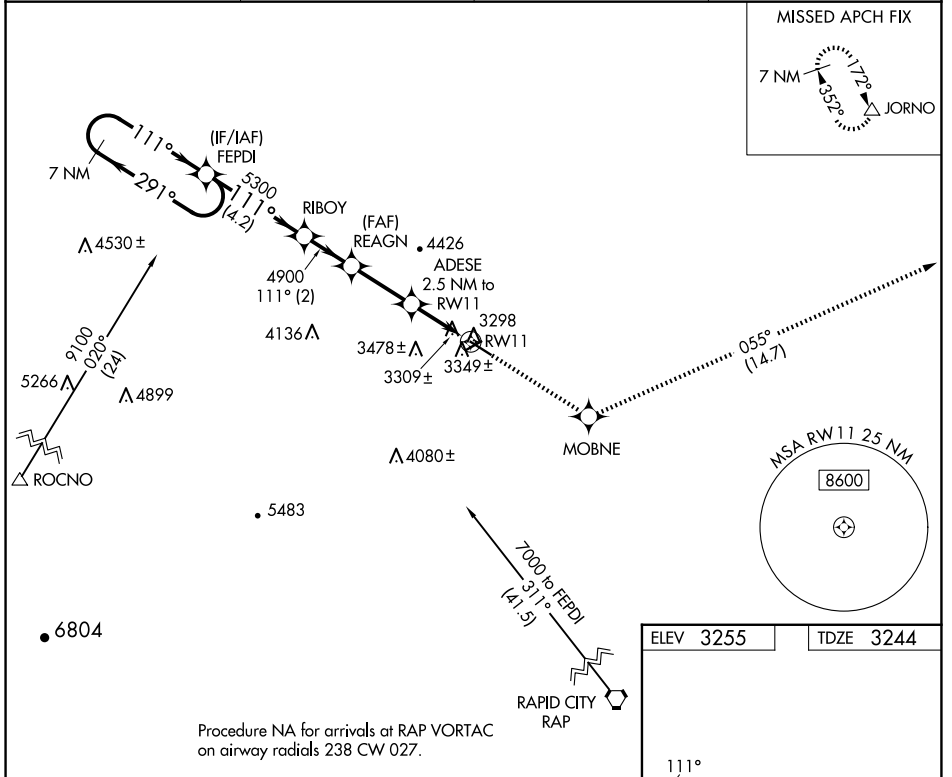 MISSED APCH FIX
7 NM
172°
352°
JORNO
111°
7 NM
291°
(IF/IAF)
FEPDI
5300
111°
(4.2)
RIBOY
(FAF)
REAGN
4900
111° (2)
4426
ADESE
2.5 NM to
RW11
4530±
4136
3478±
3309±
3298
RW11
3349±
9100
020°
(24)
5266
4899
ROCNO
055°
(14.7)
MOBNE
4080±
5483
MSA RW11 25 NM
8600
7000 to FEPDI
311°
(41.5)
6804
RAPID CITY
RAP
Procedure NA for arrivals at RAP VORTAC
on airway radials 238 CW 027.
ELEV 3255
TDZE 3244
111°